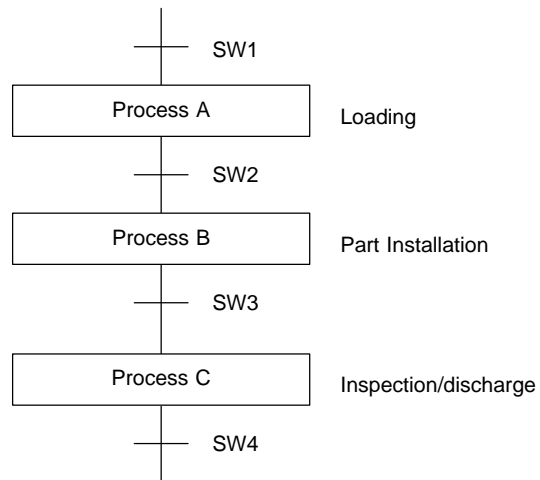 SW1
Process A
Loading
SW2
Process B
Part Installation
SW3
Process C
Inspection/discharge
SW4